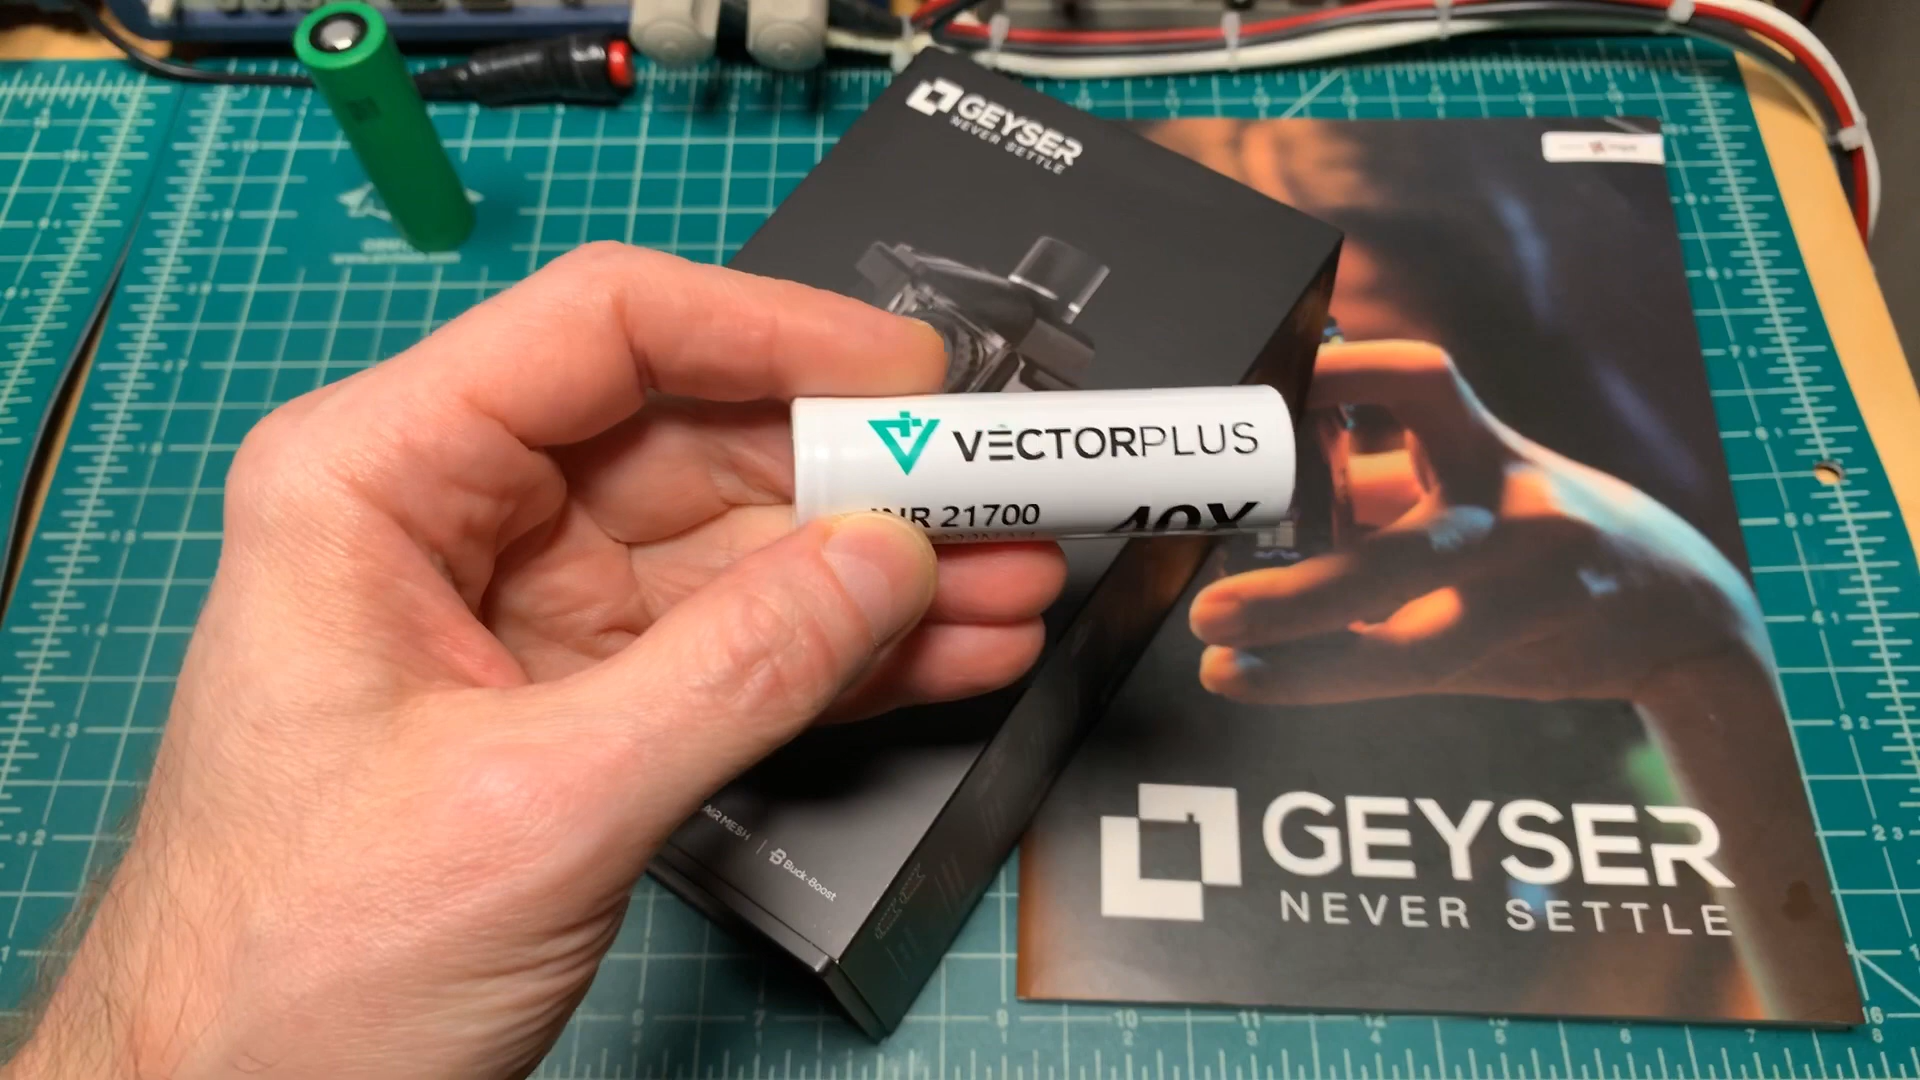 GEYSER
NEVER SETTLE
VECTORPLUS
INR 21700
40X
AIR MESH | Buck-Boost
GEYSER
NEVER SETTLE